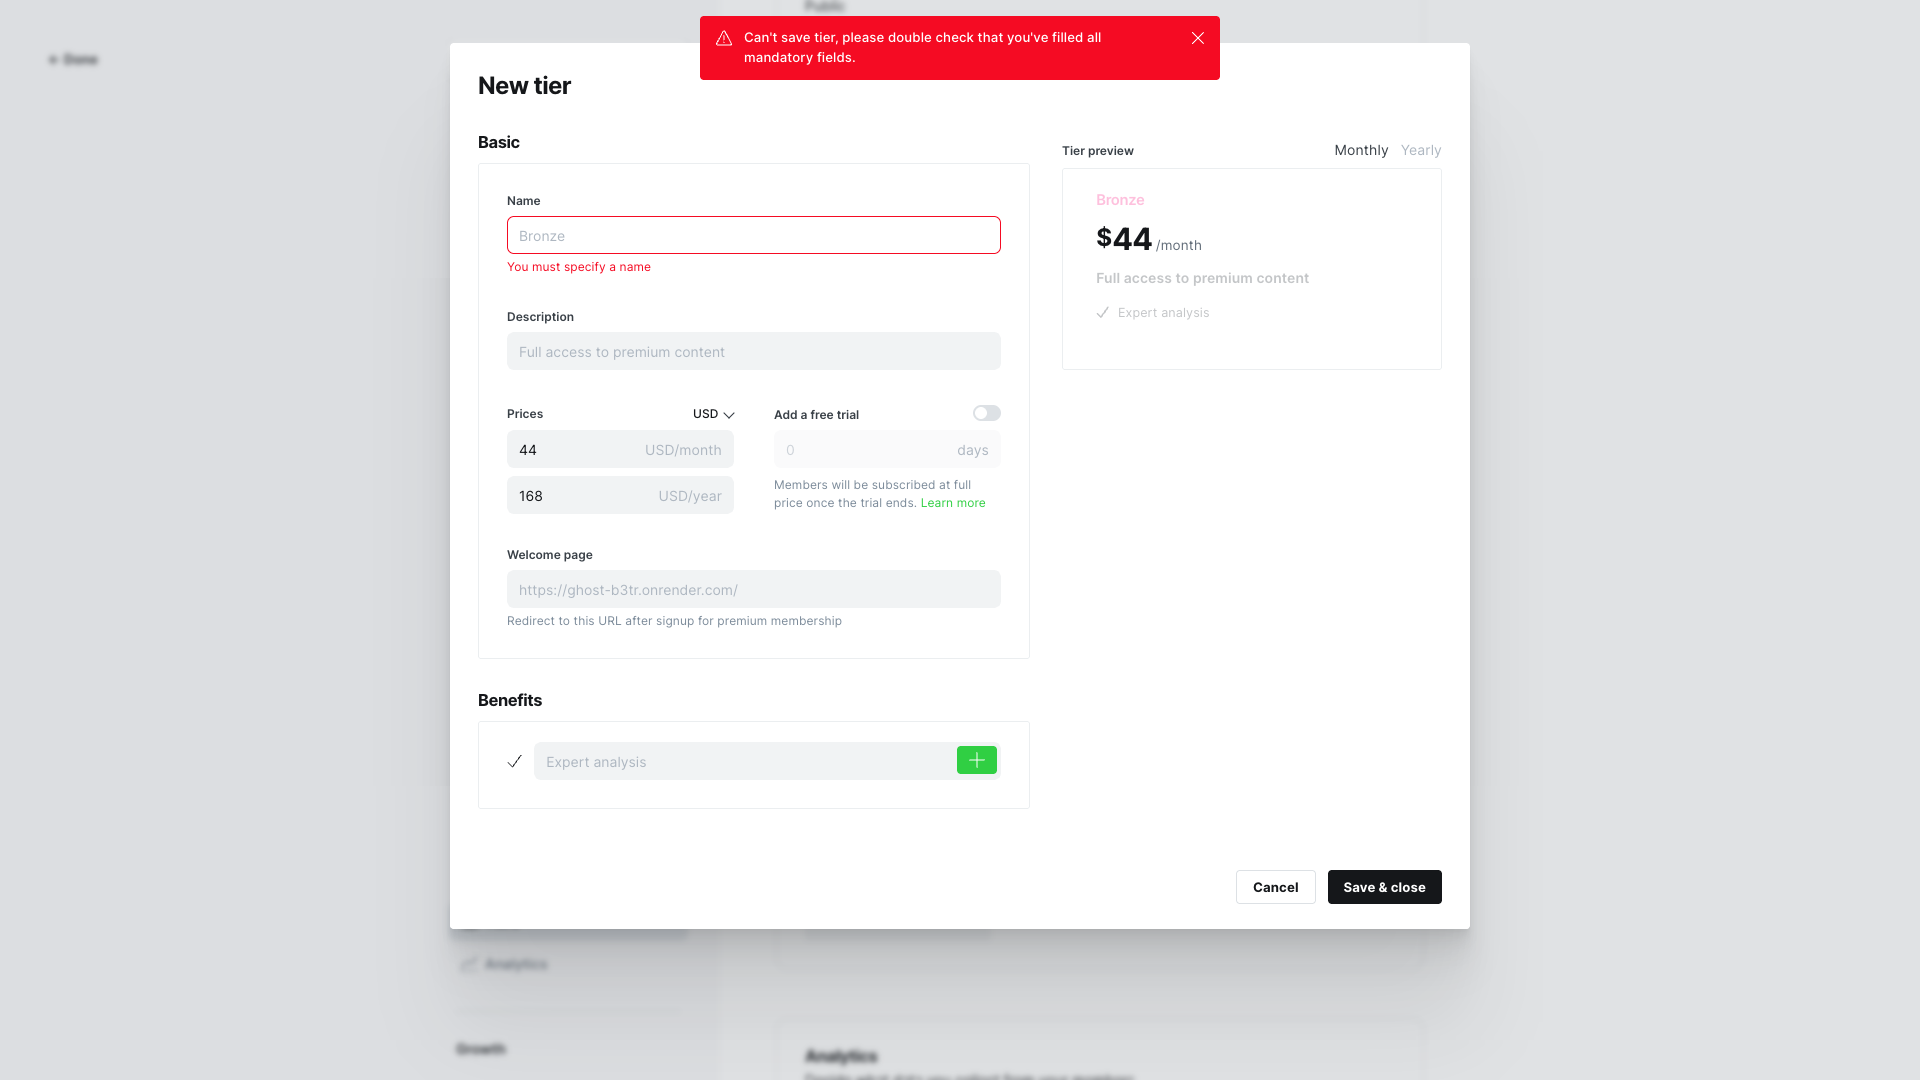 Public
Can't save tier, please double check that you've filled all
mandatory fields.
← Done
New tier
Basic
Name
Bronze
You must specify a name
Description
Full access to premium content
Prices
USD
44
USD/month
168
USD/year
Add a free trial
0
days
Members will be subscribed at full
price once the trial ends. Learn more
Welcome page
https://ghost-b3tr.onrender.com/
Redirect to this URL after signup for premium membership
Benefits
Expert analysis
Tier preview
Monthly
Yearly
Bronze
$44/month
Full access to premium content
Expert analysis
Cancel
Save & close
Analytics
Growth
Analytics